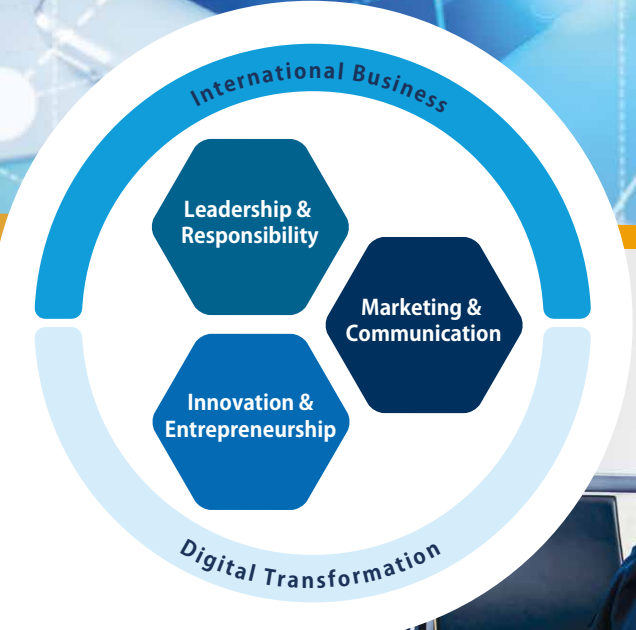 International Business
Leadership &
Responsibility
Marketing &
Communication
Innovation &
Entrepreneurship
Digital Transformation